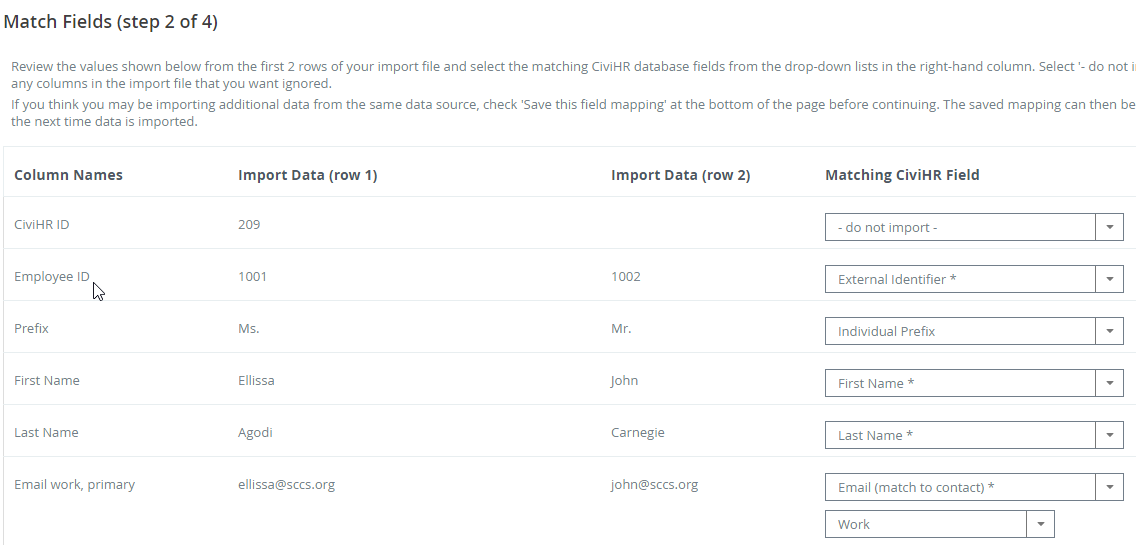 Match Fields (step 2 of 4)
Review the values shown below from the first 2 rows of your import file and select the matching CiviHR database fields from the drop-down lists in the right-hand column. Select '- do not
any columns in the import file that you want ignored.
If you think you may be importing additional data from the same data source, check 'Save this field mapping' at the bottom of the page before continuing. The saved mapping can then be
the next time data is imported.
Column Names Import Data (row 1) Import Data (row 2) Matching CiviHR Field
CiviHR ID 209 - do not import -
Employee ID 1001 1002 External Identifier *
Prefix Ms. Mr. Individual Prefix
First Name Ellissa John First Name *
Last Name Agodi Carnegie Last Name *
Email work, primary ellissa@sccs.org john@sccs.org Email (match to contact) *
Work